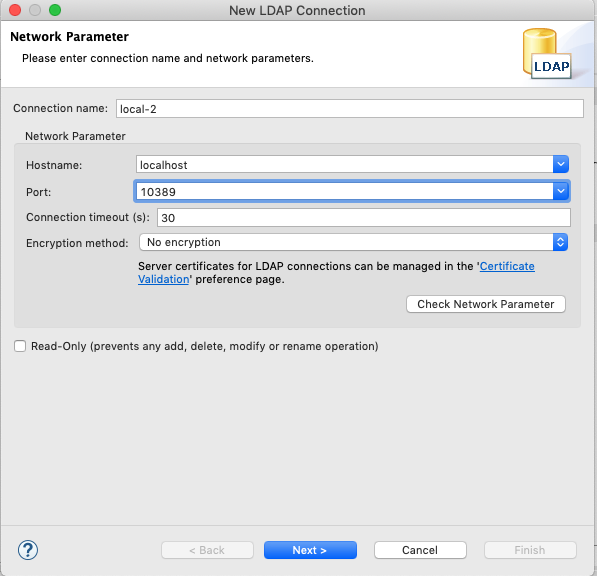 New LDAP Connection
Network Parameter
Please enter connection name and network parameters.
LDAP
Connection name: local-2
Network Parameter
Hostname: localhost
Port: 10389
Connection timeout (s): 30
Encryption method: No encryption
Server certificates for LDAP connections can be managed in the 'Certificate
Validation' preference page.
Check Network Parameter
Read-Only (prevents any add, delete, modify or rename operation)
? < Back Next > Cancel Finish